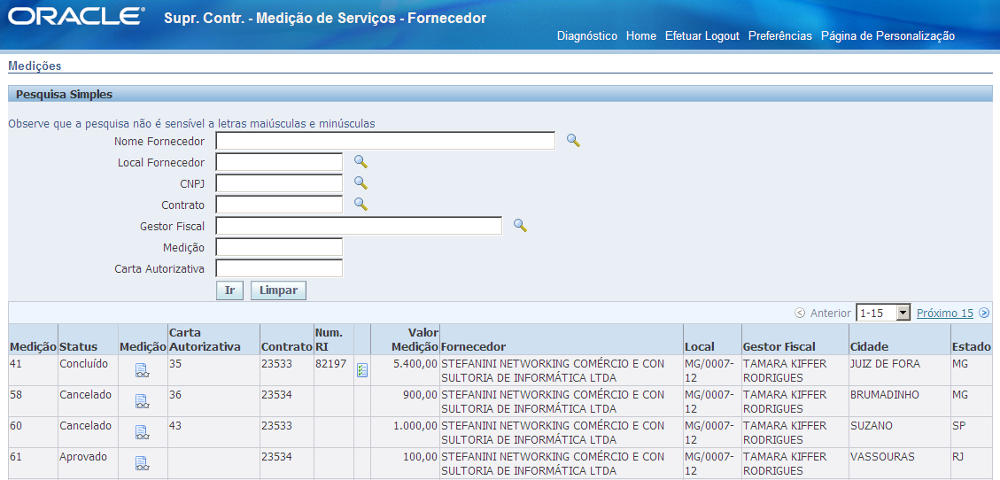 ORACLE® Supr. Contr. - Medição de Serviços - Fornecedor
Diagnóstico Home Efetuar Logout Preferências Página de Personalização
Medições
Pesquisa Simples
Observe que a pesquisa não é sensível a letras maiúsculas e minúsculas
Nome Fornecedor
Local Fornecedor
CNPJ
Contrato
Gestor Fiscal
Medição
Carta Autorizativa
Ir Limpar
Anterior 1-15 Próximo 15
Carta Num. Valor
Medição Status Medição Autorizativa Contrato RI Medição Fornecedor Local Gestor Fiscal Cidade Estado
41 Concluído 35 23533 82197 5.400,00 STEFANINI NETWORKING COMÉRCIO E CON MG/0007- TAMARA KIFFER JUIZ DE FORA MG
SULTORIA DE INFORMÁTICA LTDA 12 RODRIGUES
58 Cancelado 36 23534 900,00 STEFANINI NETWORKING COMÉRCIO E CON MG/0007- TAMARA KIFFER BRUMADINHO MG
SULTORIA DE INFORMÁTICA LTDA 12 RODRIGUES
60 Cancelado 43 23533 1.000,00 STEFANINI NETWORKING COMÉRCIO E CON MG/0007- TAMARA KIFFER SUZANO SP
SULTORIA DE INFORMÁTICA LTDA 12 RODRIGUES
61 Aprovado 23534 100,00 STEFANINI NETWORKING COMÉRCIO E CON MG/0007- TAMARA KIFFER VASSOURAS RJ
SULTORIA DE INFORMÁTICA LTDA 12 RODRIGUES